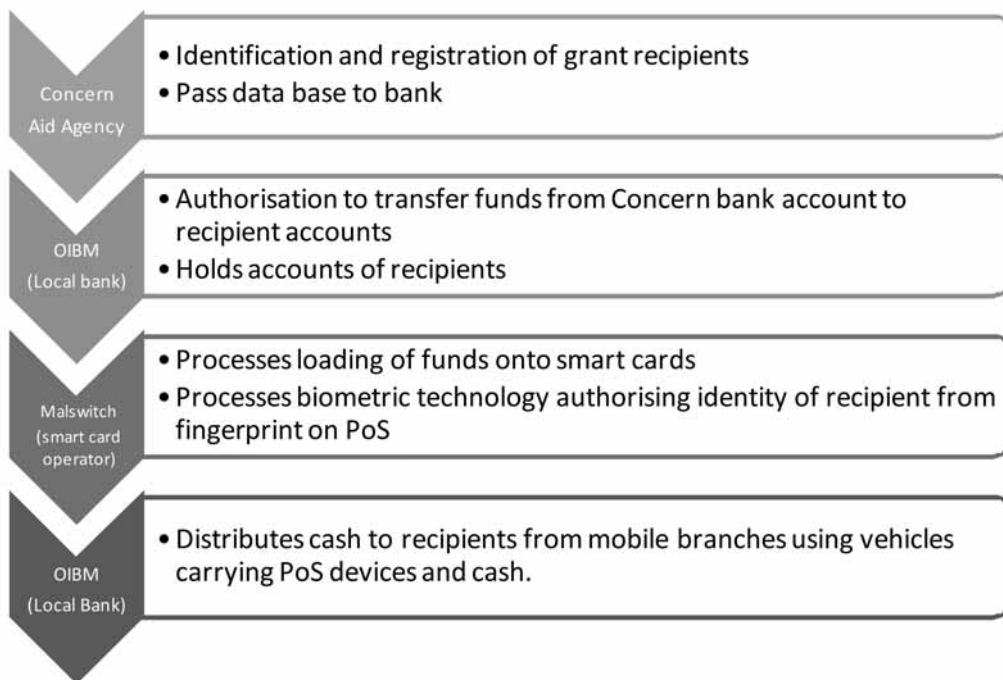 Concern
Aid Agency
• Identification and registration of grant recipients
• Pass data base to bank
OIBM
(Local bank)
• Authorisation to transfer funds from Concern bank account to
recipient accounts
• Holds accounts of recipients
Malswitch
(smart card
operator)
• Processes loading of funds onto smart cards
• Processes biometric technology authorising identity of recipient from
fingerprint on PoS
OIBM
(Local Bank)
• Distributes cash to recipients from mobile branches using vehicles
carrying PoS devices and cash.